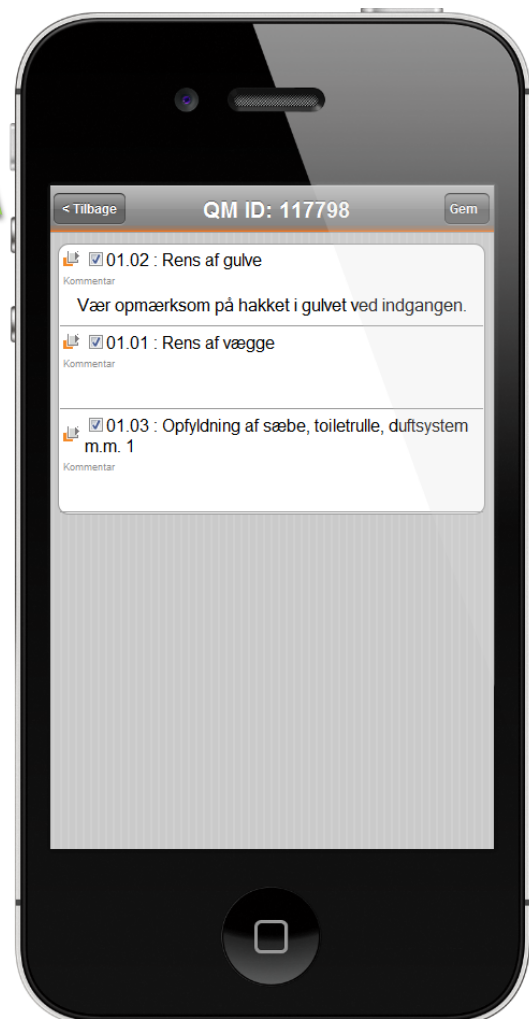 < Tilbage QM ID: 117798 Gem
01.02 : Rens af gulve
Kommentar
Vær opmærksom på hakket i gulvet ved indgangen.
01.01 : Rens af vægge
Kommentar
01.03 : Opfyldning af sæbe, toiletrulle, duftsystem
m.m. 1
Kommentar